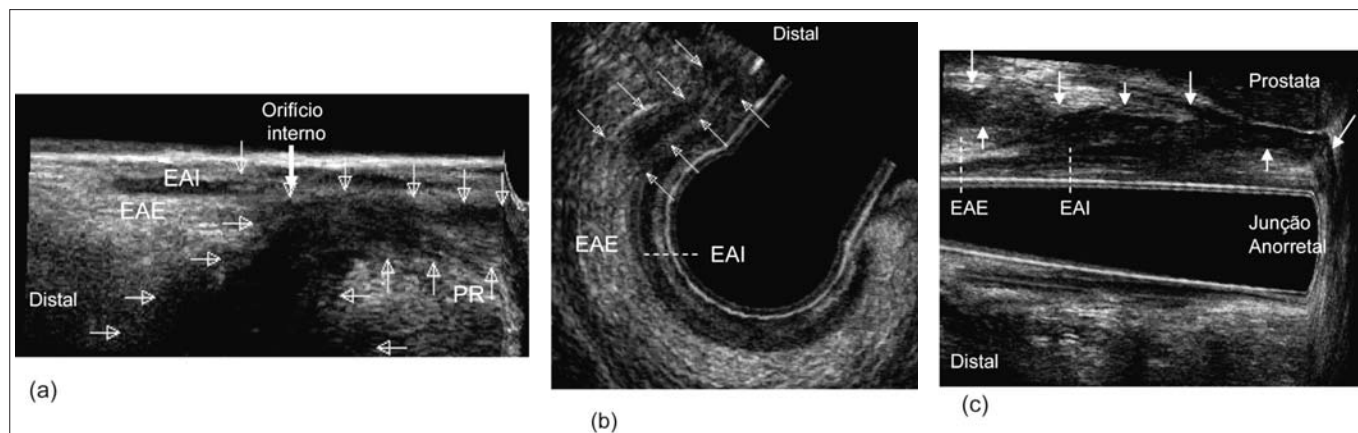 Orifício
interno
EAI
EAE
Distal
PR
(a)
Distal
EAE
EAI
(b)
Prostata
EAE
EAI
Junção
Anorretal
Distal
(c)